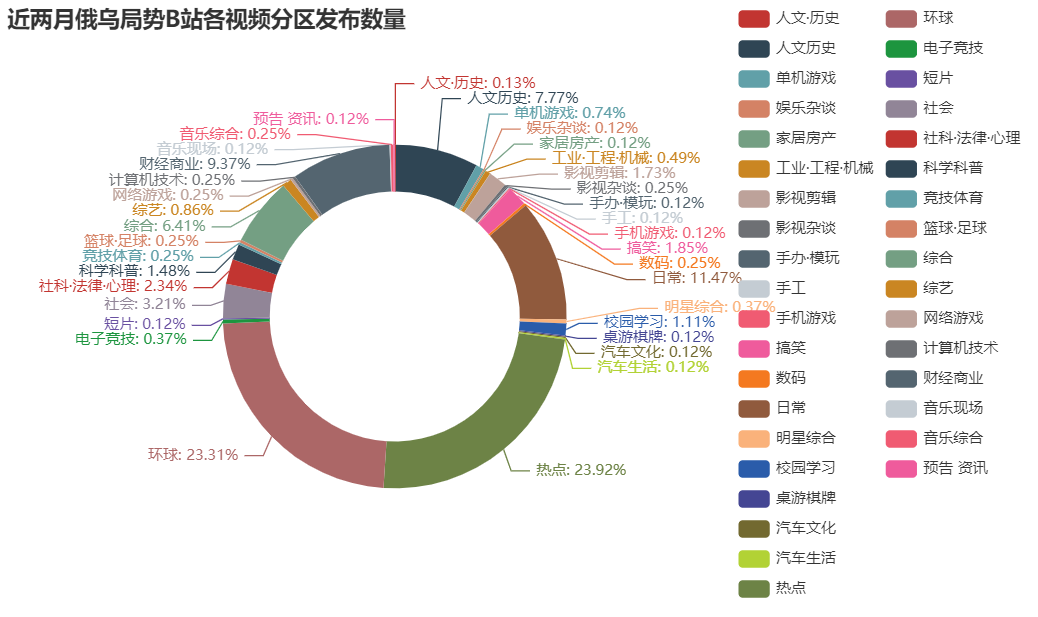 近两月俄乌局势B站各视频分区发布数量
人文·历史: 0.13%
人文历史: 7.77%
单机游戏: 0.74%
娱乐杂谈: 0.12%
家居房产: 0.12%
工业·工程·机械: 0.49%
影视剪辑: 1.73%
影视杂谈: 0.25%
手办·模玩: 0.12%
手工: 0.12%
手机游戏: 0.12%
搞笑: 1.85%
数码: 0.25%
日常: 11.47%
明星综合: 0.37%
校园学习: 1.11%
桌游棋牌: 0.12%
汽车文化: 0.12%
汽车生活: 0.12%
热点: 23.92%
环球: 23.31%
电子竞技: 0.37%
短片: 0.12%
社会: 3.21%
社科·法律·心理: 2.34%
科学科普: 1.48%
竞技体育: 0.25%
篮球·足球: 0.25%
综合: 6.41%
综艺: 0.86%
网络游戏: 0.25%
计算机技术: 0.25%
财经商业: 9.37%
音乐现场: 0.12%
音乐综合: 0.25%
预告 资讯: 0.12%
人文·历史
人文历史
单机游戏
娱乐杂谈
家居房产
工业·工程·机械
影视剪辑
影视杂谈
手办·模玩
手工
手机游戏
搞笑
数码
日常
明星综合
校园学习
桌游棋牌
汽车文化
汽车生活
热点
环球
电子竞技
短片
社会
社科·法律·心理
科学科普
竞技体育
篮球·足球
综合
综艺
网络游戏
计算机技术
财经商业
音乐现场
音乐综合
预告 资讯